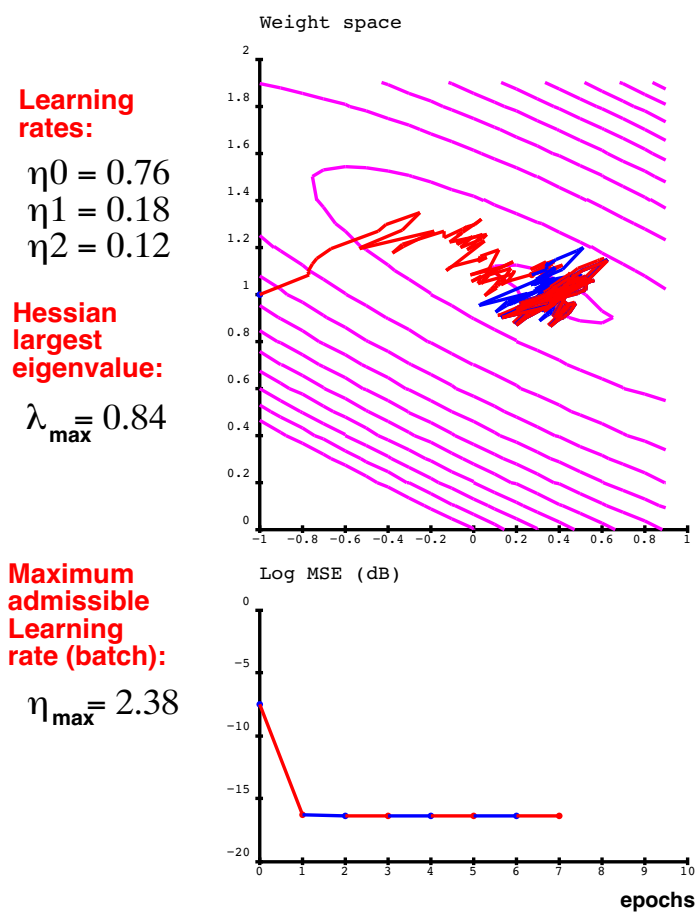 Weight space
2
1.8
1.6
1.4
1.2
1
0.8
0.6
0.4
0.2
0
-1 -0.8 -0.6 -0.4 -0.2 0 0.2 0.4 0.6 0.8 1
Learning
rates:
η0 = 0.76
η1 = 0.18
η2 = 0.12
Hessian
largest
eigenvalue:
λmax= 0.84
Maximum
admissible
Learning
rate (batch):
ηmax= 2.38
Log MSE (dB)
0
-5
-10
-15
-20
0 1 2 3 4 5 6 7 8 9 10
epochs